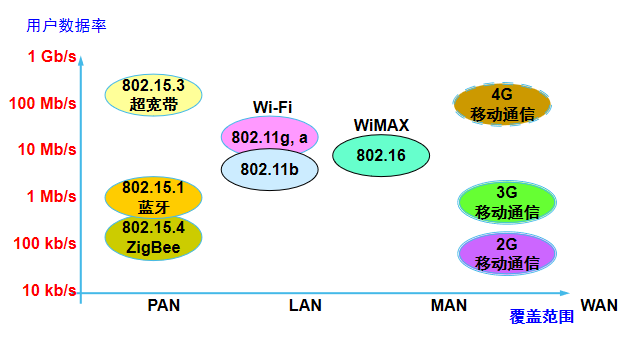 用户数据率
1 Gb/s
802.15.3
超宽带
100 Mb/s
4G
移动通信
Wi-Fi
802.11g, a
WiMAX
10 Mb/s
802.16
802.11b
1 Mb/s
802.15.1
蓝牙
3G
移动通信
802.15.4
ZigBee
100 kb/s
2G
移动通信
10 kb/s
PAN
LAN
MAN
WAN
覆盖范围